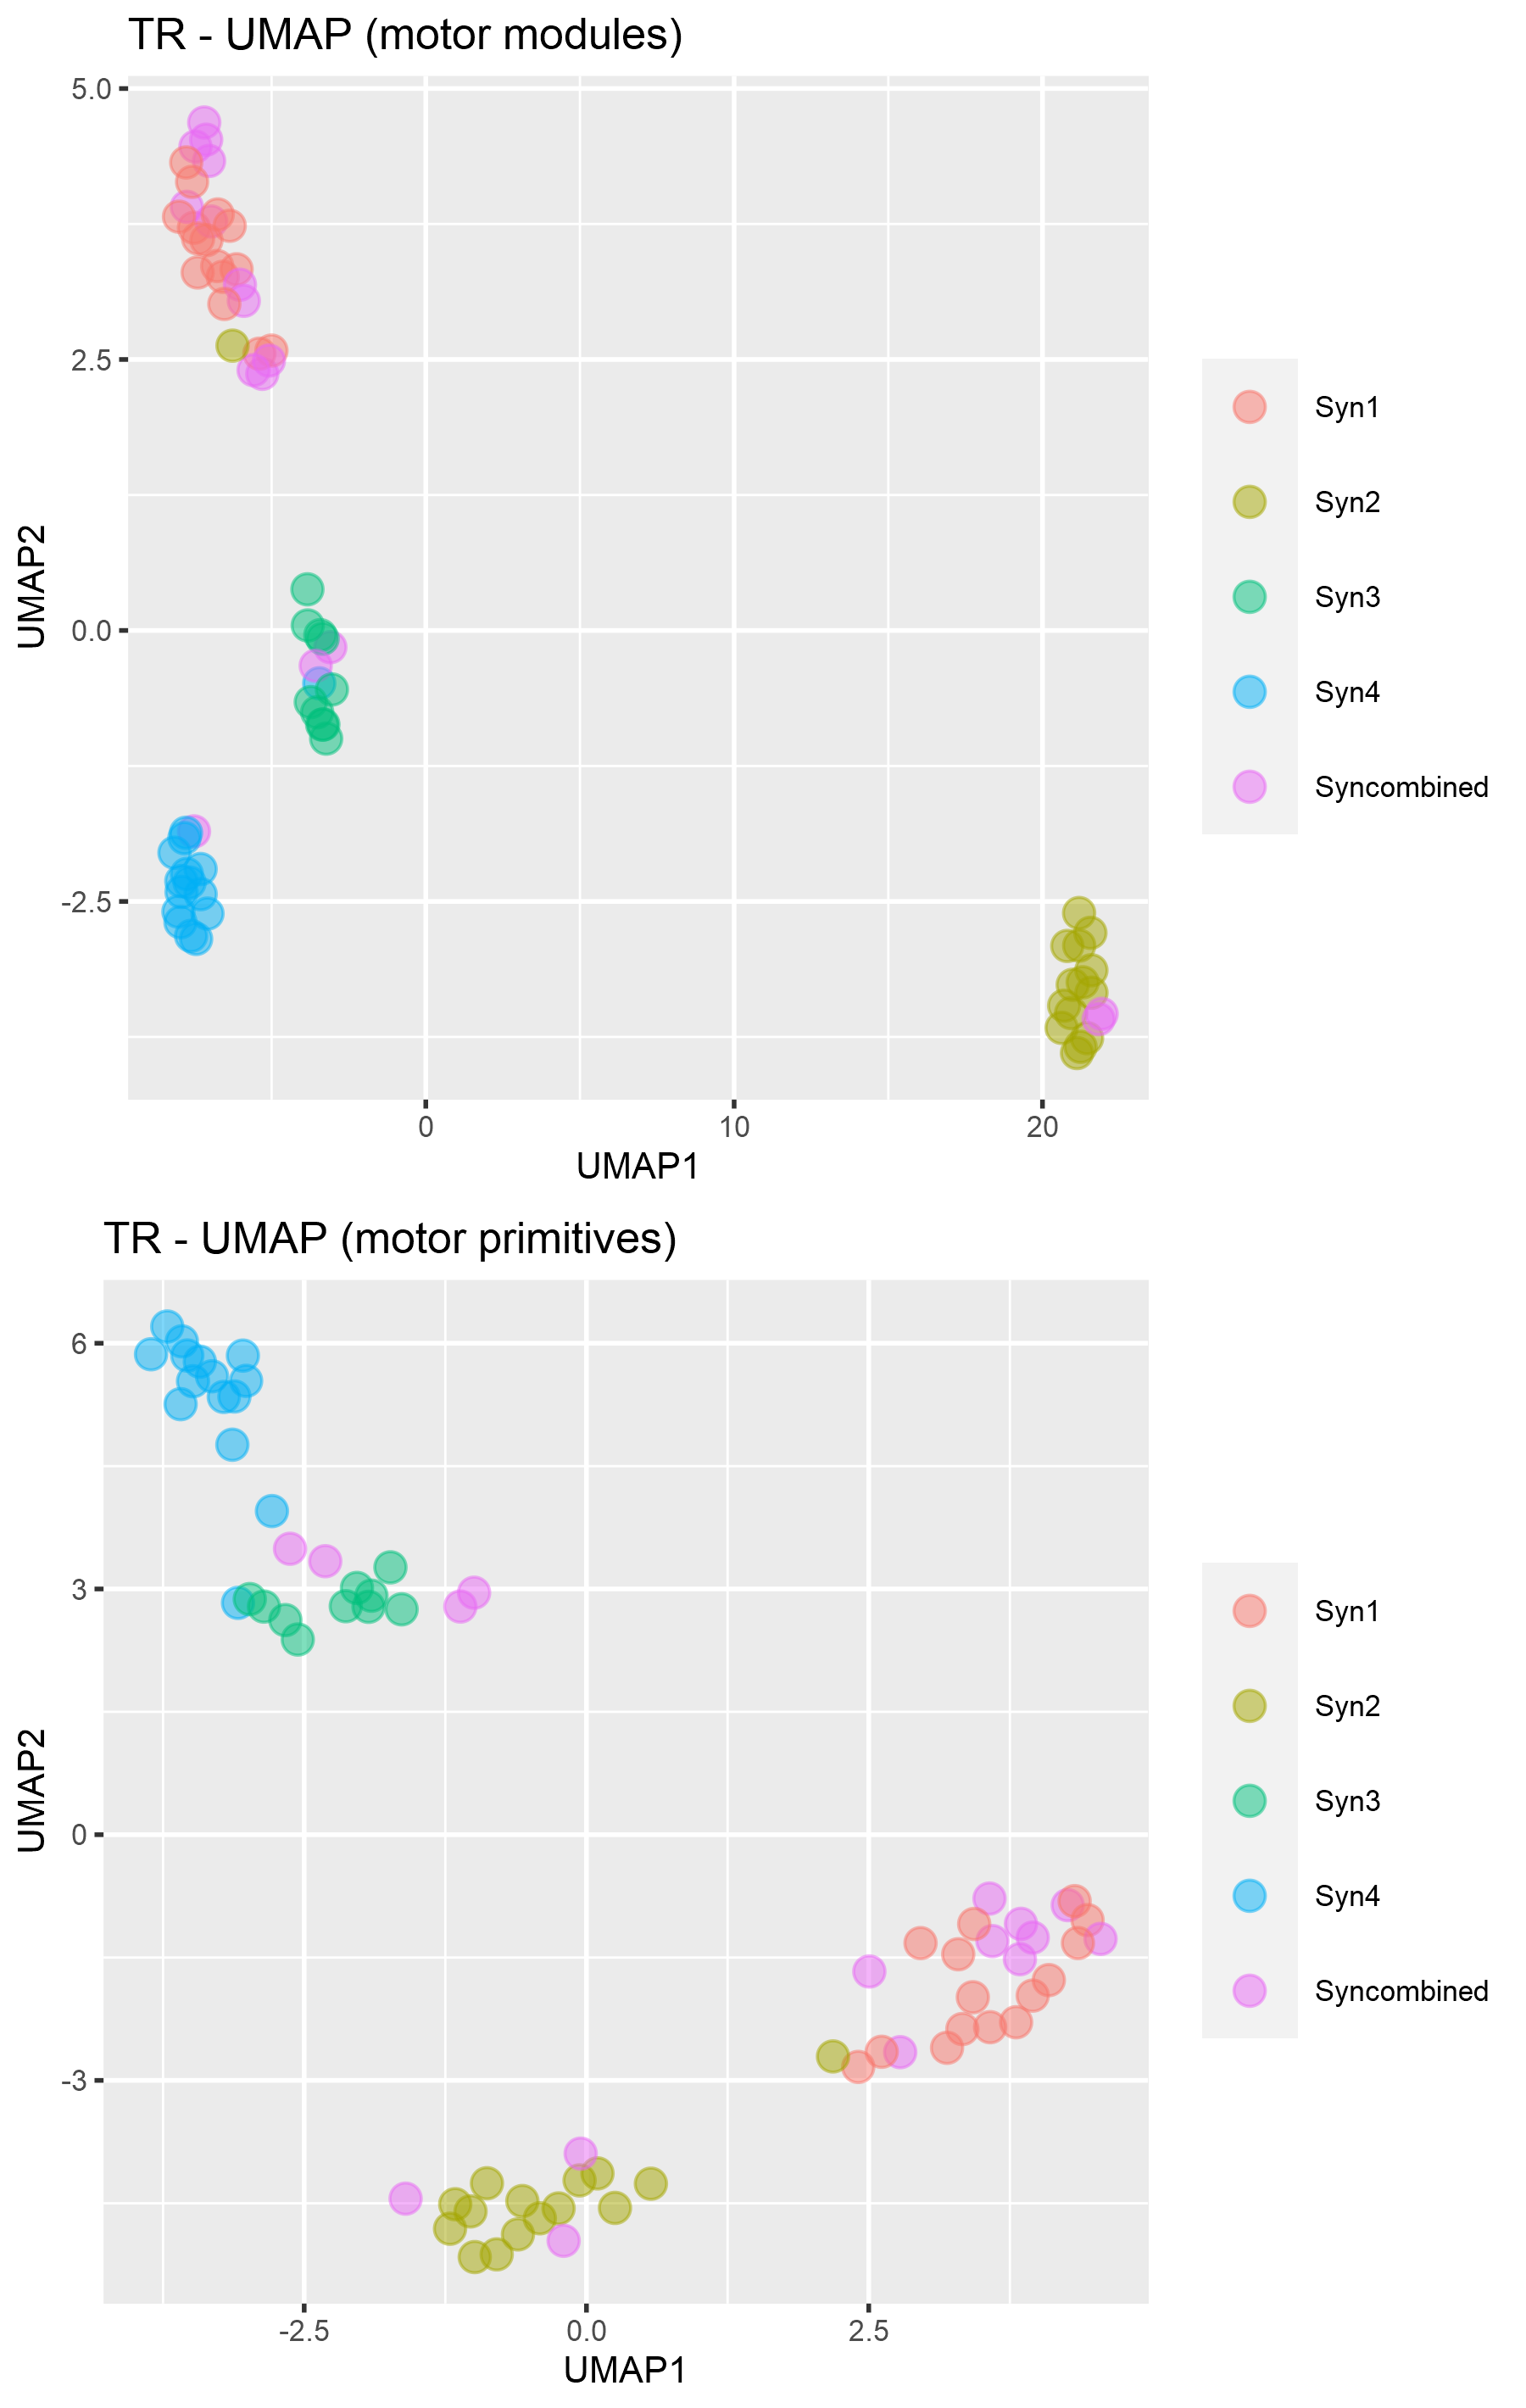 TR - UMAP (motor modules)
5.0
2.5
0.0
-2.5
UMAP2
0
10
20
UMAP1
Syn1
Syn2
Syn3
Syn4
Syncombined
TR - UMAP (motor primitives)
6
3
0
-3
UMAP2
-2.5
0.0
2.5
UMAP1
Syn1
Syn2
Syn3
Syn4
Syncombined